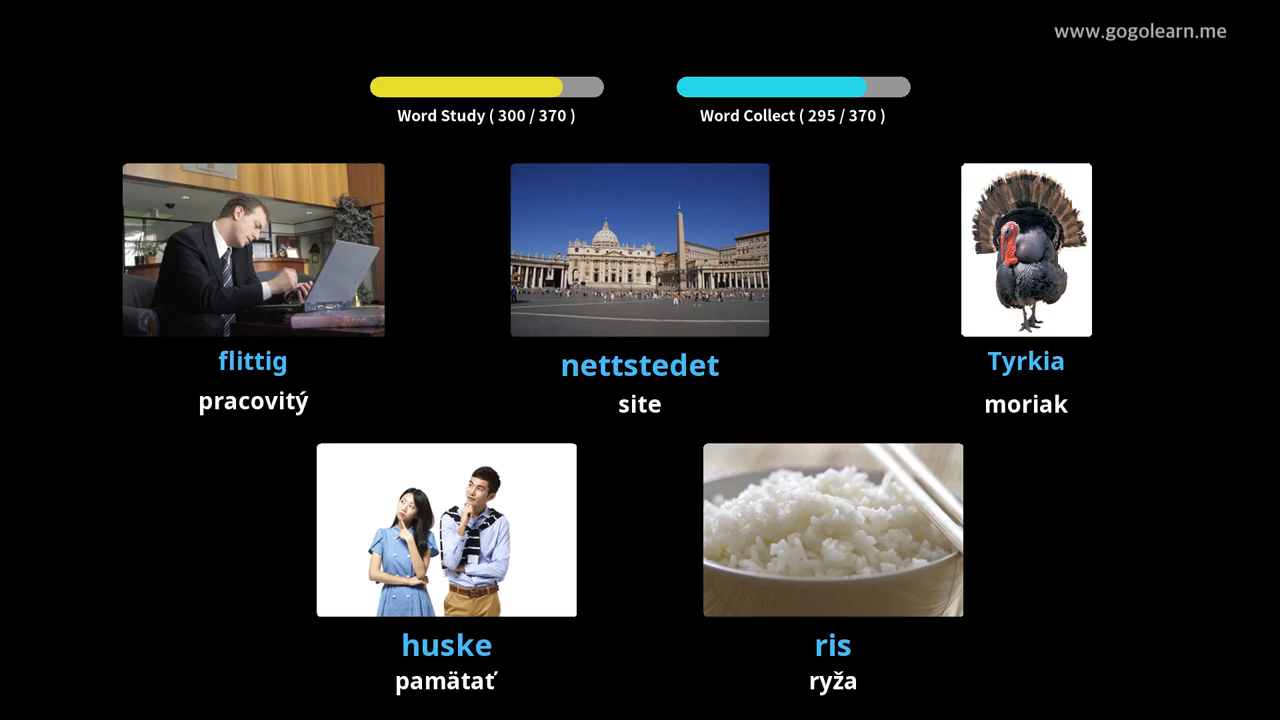 www.gogolearn.me
Word Study ( 300 / 370 )
Word Collect ( 295 / 370 )
flittig
pracovitý
nettstedet
site
Tyrkia
moriak
huske
pamätať
ris
ryža